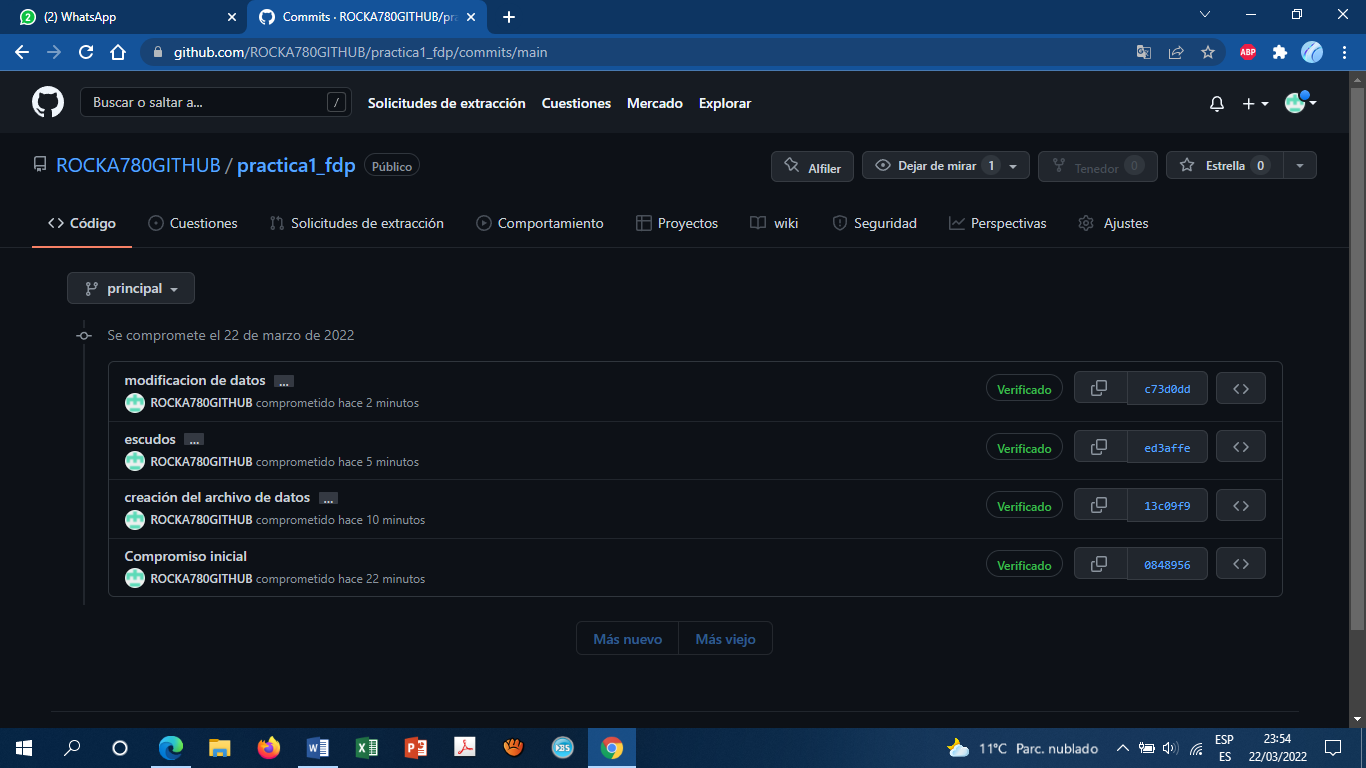 (2) WhatsApp
Commits · ROCKA780GITHUB/pra
github.com/ROCKA780GITHUB/practica1_fdp/commits/main
ABP
Buscar o saltar a...
/
Solicitudes de extracción
Cuestiones
Mercado
Explorar
ROCKA780GITHUB / practica1_fdp
Público
Alfiler
Dejar de mirar 1
Tenedor 0
Estrella 0
Código
Cuestiones
Solicitudes de extracción
Comportamiento
Proyectos
wiki
Seguridad
Perspectivas
Ajustes
principal
Se compromete el 22 de marzo de 2022
modificacion de datos ...
ROCKA780GITHUB comprometido hace 2 minutos
Verificado
c73d0dd
escudos ...
ROCKA780GITHUB comprometido hace 5 minutos
Verificado
ed3affe
creación del archivo de datos ...
ROCKA780GITHUB comprometido hace 10 minutos
Verificado
13c09f9
Compromiso inicial
ROCKA780GITHUB comprometido hace 22 minutos
Verificado
0848956
Más nuevo
Más viejo
11°C Parc. nublado
ESP
ES
23:54
22/03/2022